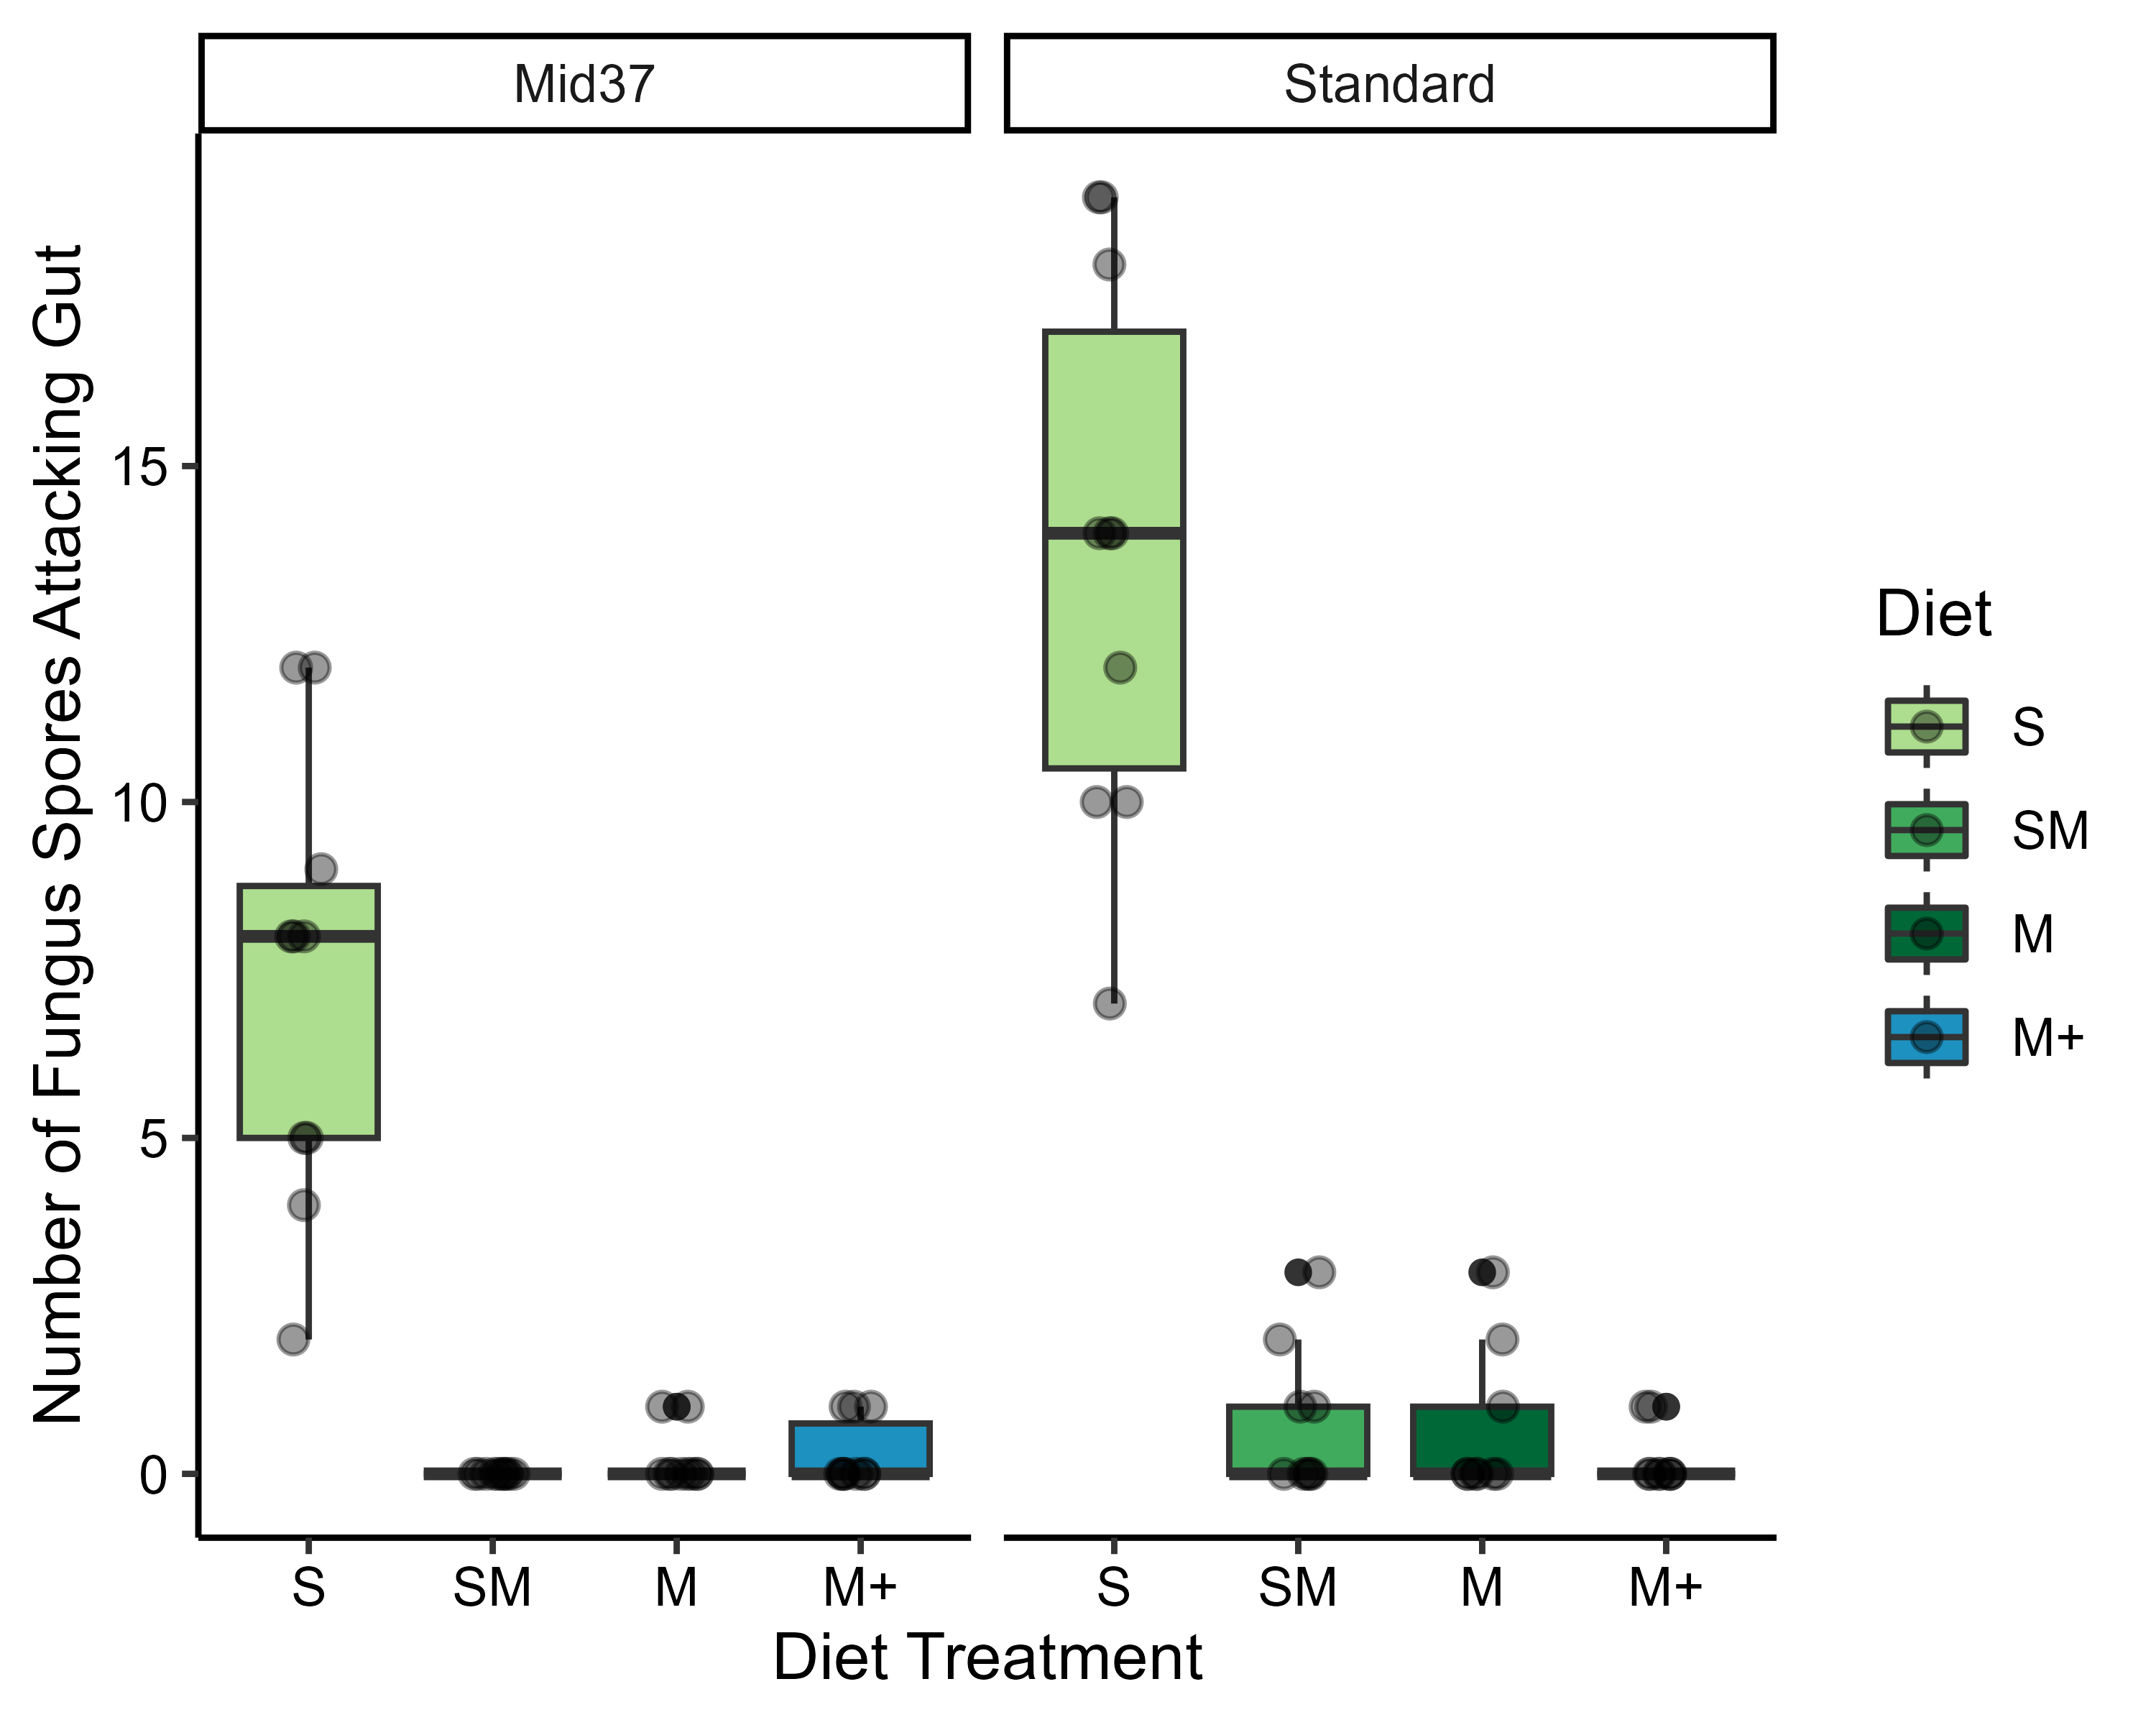 Mid37
Standard
Number of Fungus Spores Attacking Gut
15
10
5
0
S SM M M+
S SM M M+
Diet Treatment
Diet
S
SM
M
M+